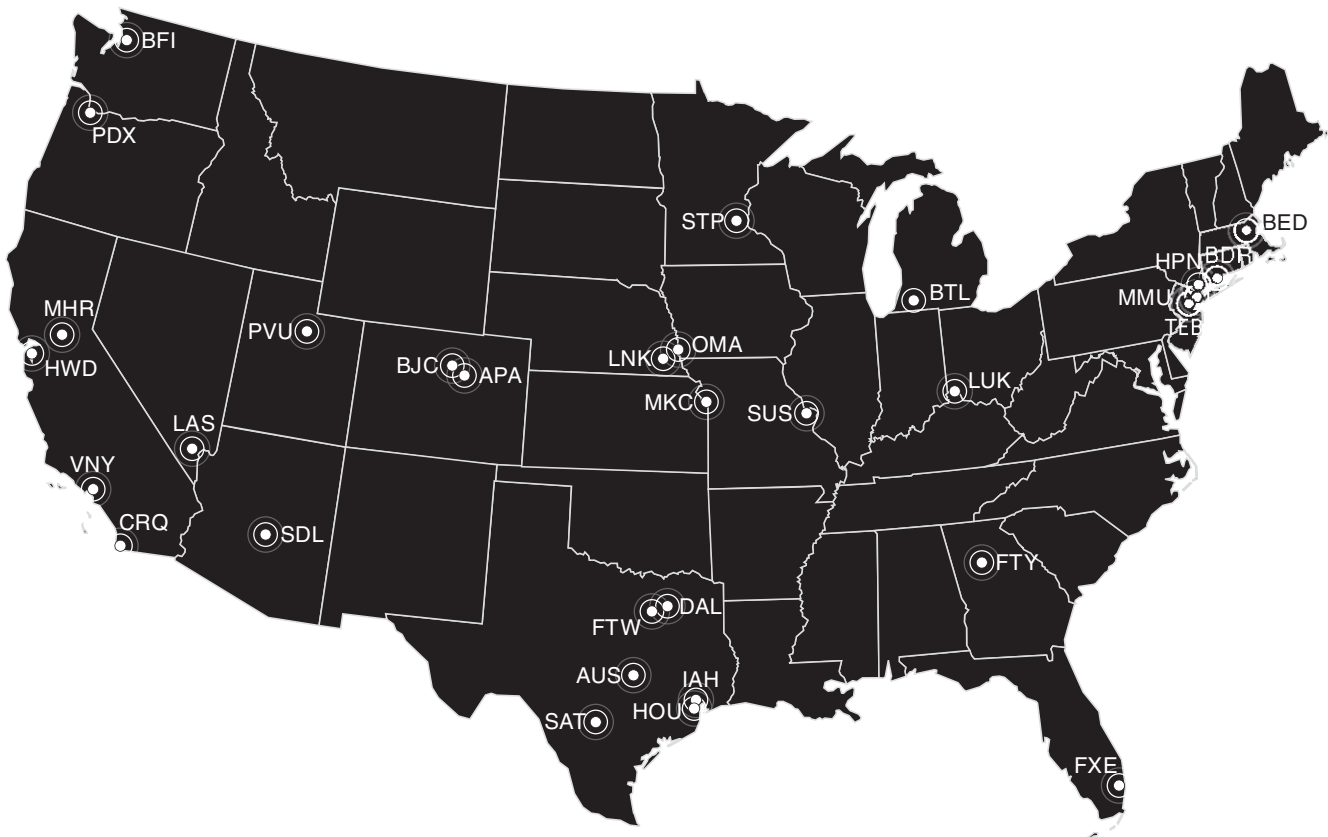 BFI
PDX
STP
BED
HPN
BDR
BTL
MMU
MHR
TEB
PVU
OMA
LNK
HWD
BJC
APA
LUK
MKC
SUS
LAS
VNY
CRQ
SDL
FTY
DAL
FTW
AUS
IAH
HOU
SAT
FXE